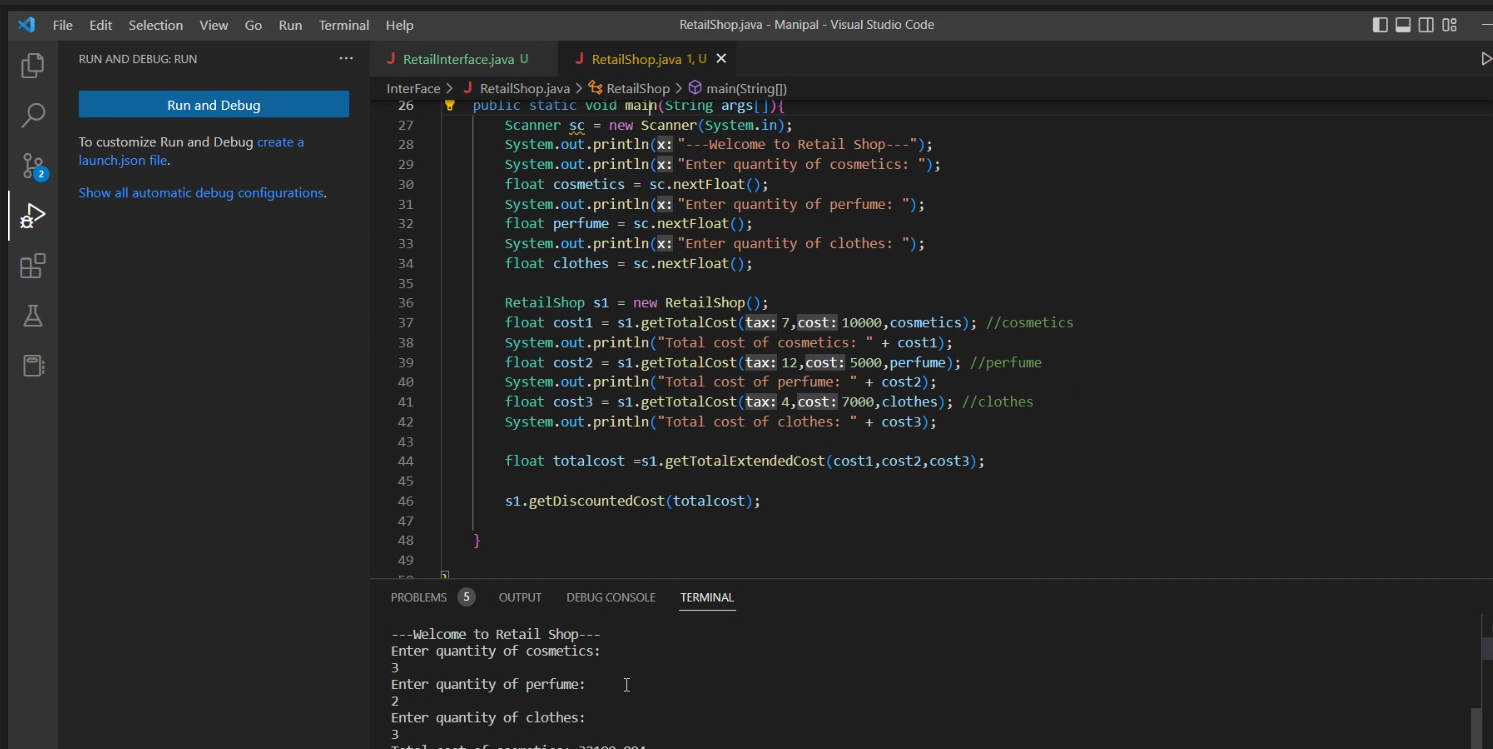 File Edit Selection View Go Run Terminal Help
RetailShop.java - Manipal - Visual Studio Code
RUN AND DEBUG: RUN ...
Run and Debug
To customize Run and Debug create a
launch.json file.
Show all automatic debug configurations.
2
J RetailInterface.java U
J RetailShop.java 1, U ×
InterFace > J RetailShop.java > RetailShop > main(String[])
26 public static void main(String args[]){
27 Scanner sc = new Scanner(System.in);
28 System.out.println(x: "---Welcome to Retail Shop---");
29 System.out.println(x: "Enter quantity of cosmetics: ");
30 float cosmetics = sc.nextFloat();
31 System.out.println(x: "Enter quantity of perfume: ");
32 float perfume = sc.nextFloat();
33 System.out.println(x: "Enter quantity of clothes: ");
34 float clothes = sc.nextFloat();
35
36 RetailShop s1 = new RetailShop();
37 float cost1 = s1.getTotalCost(tax: 7,cost: 10000,cosmetics); //cosmetics
38 System.out.println("Total cost of cosmetics: " + cost1);
39 float cost2 = s1.getTotalCost(tax: 12,cost: 5000,perfume); //perfume
40 System.out.println("Total cost of perfume: " + cost2);
41 float cost3 = s1.getTotalCost(tax: 4,cost: 7000,clothes); //clothes
42 System.out.println("Total cost of clothes: " + cost3);
43
44 float totalcost =s1.getTotalExtendedCost(cost1,cost2,cost3);
45
46 s1.getDiscountedCost(totalcost);
47
48 }
49
PROBLEMS 5 OUTPUT DEBUG CONSOLE TERMINAL
---Welcome to Retail Shop---
Enter quantity of cosmetics:
3
Enter quantity of perfume:
2
Enter quantity of clothes:
3
Total cost of cosmetics: